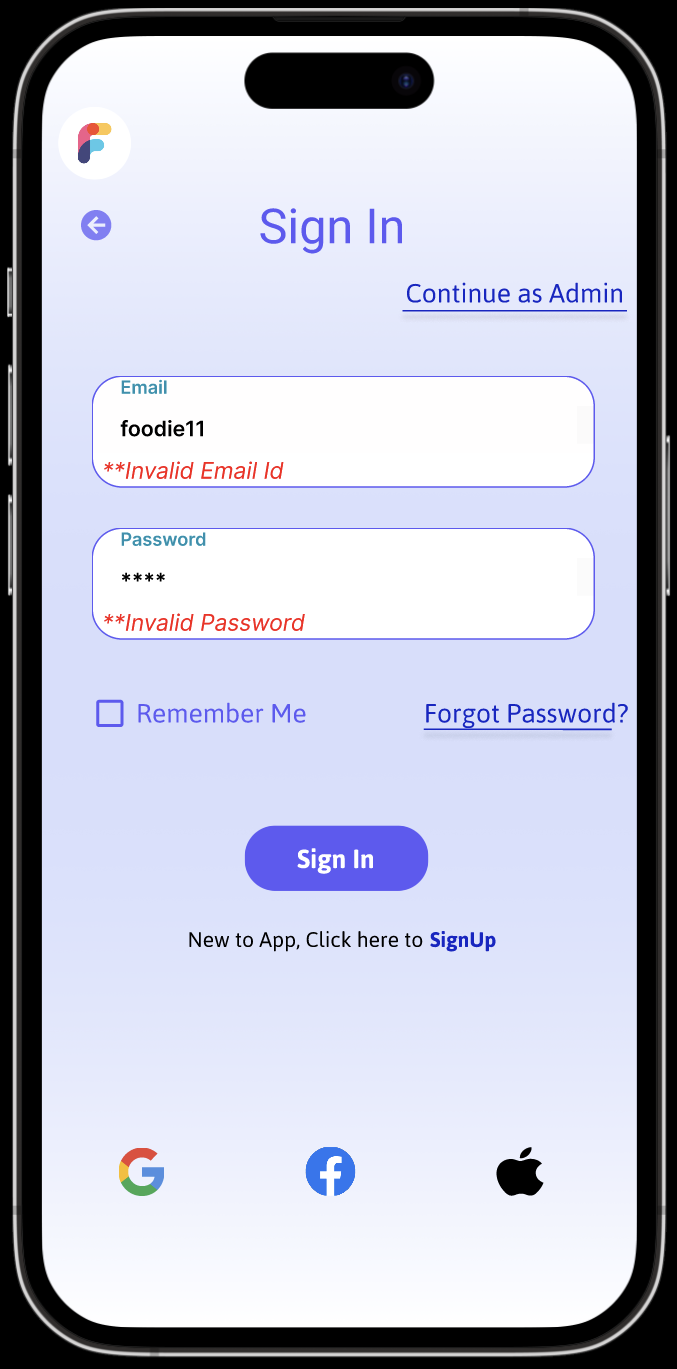 Sign In
Continue as Admin
Email
foodie11
**Invalid Email Id
Password
****
**Invalid Password
Remember Me
Forgot Password?
Sign In
New to App, Click here to SignUp